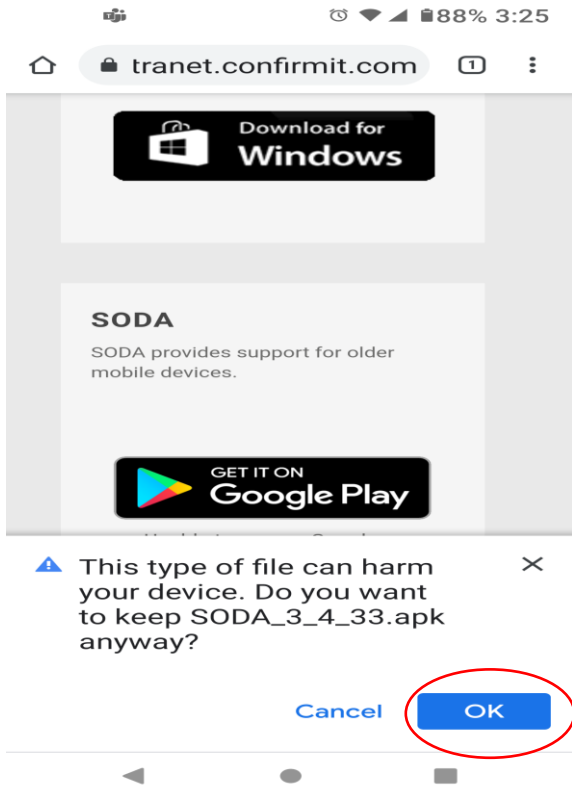 88% 3:25
tranet.confirmit.com 1
Download for
Windows
SODA
SODA provides support for older
mobile devices.
GET IT ON
Google Play
This type of file can harm
your device. Do you want
to keep SODA_3_4_33.apk
anyway?
Cancel OK